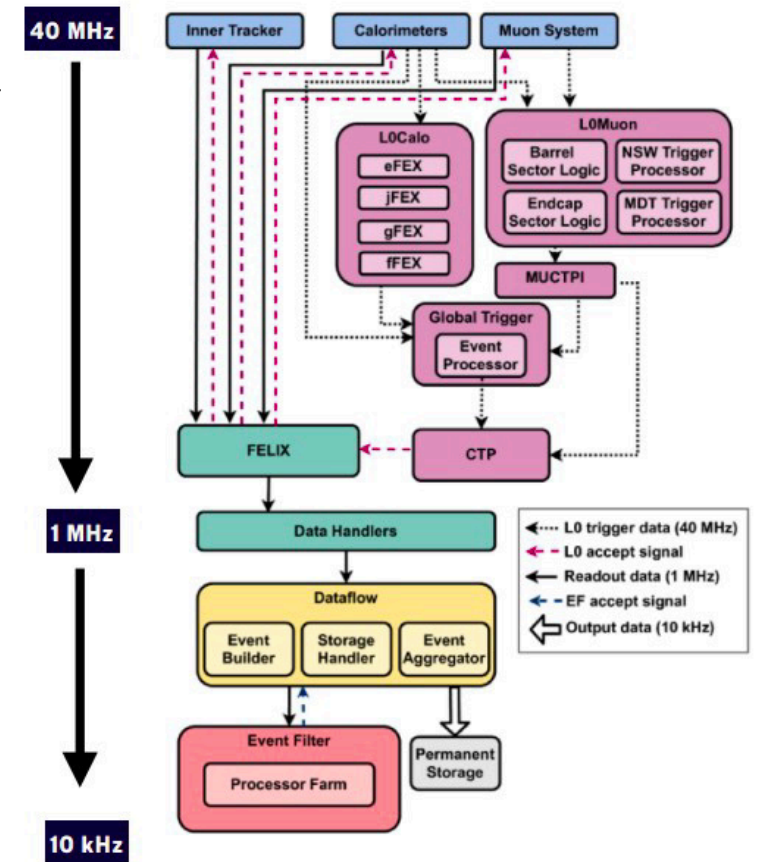 40 MHz
Inner Tracker
Calorimeters
Muon System
L0Calo
eFEX
jFEX
gFEX
fFEX
L0Muon
Barrel
Sector Logic
NSW Trigger
Processor
Endcap
Sector Logic
MDT Trigger
Processor
MUCTPI
Global Trigger
Event
Processor
FELIX
CTP
1 MHz
Data Handlers
L0 trigger data (40 MHz)
L0 accept signal
Readout data (1 MHz)
EF accept signal
Output data (10 kHz)
Dataflow
Event
Builder
Storage
Handler
Event
Aggregator
Event Filter
Processor Farm
Permanent
Storage
10 kHz